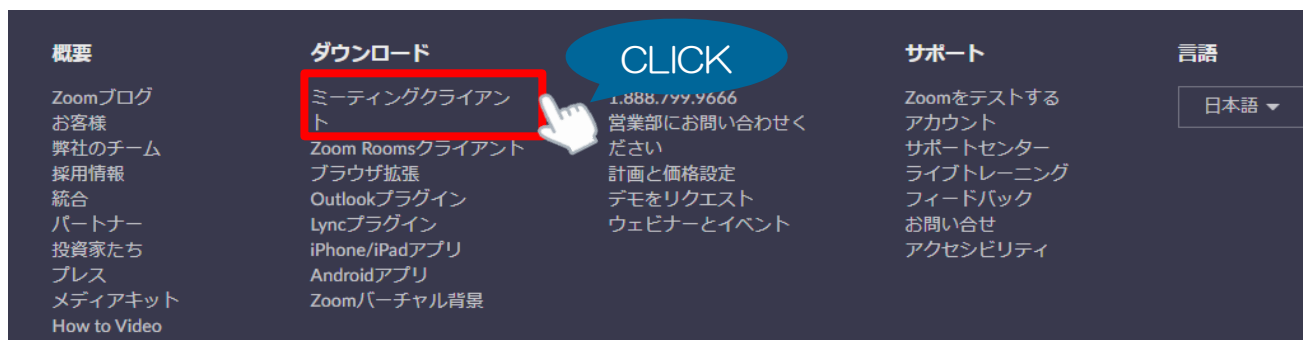 概要
Zoomブログ
お客様
弊社のチーム
採用情報
統合
パートナー
投資家たち
プレス
メディアキット
How to Video
ダウンロード
ミーティングクライアン
ト
Zoom Roomsクライアント
ブラウザ拡張
Outlookプラグイン
Lyncプラグイン
iPhone/iPadアプリ
Androidアプリ
Zoomバーチャル背景
CLICK
1.888.799.9666
営業部にお問い合わせく
ださい
計画と価格設定
デモをリクエスト
ウェビナーとイベント
サポート
Zoomをテストする
アカウント
サポートセンター
ライブトレーニング
フィードバック
お問い合せ
アクセシビリティ
言語
日本語